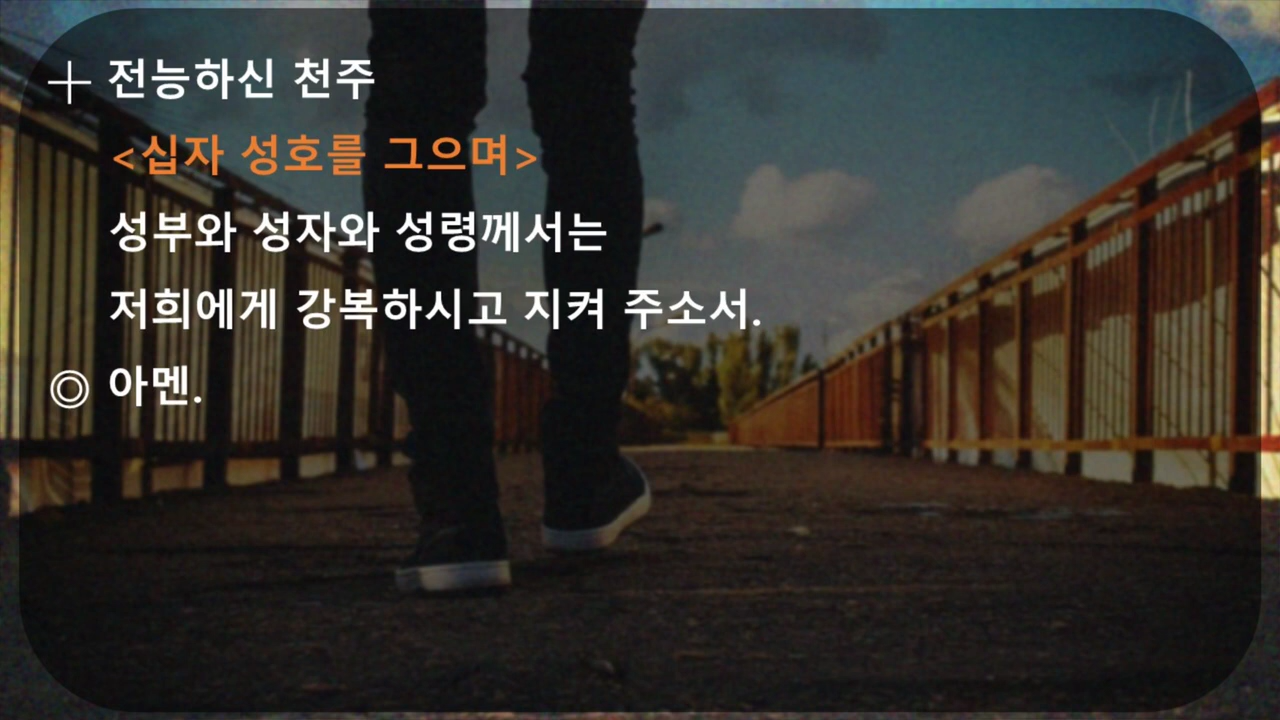 ┼ 전능하신 천주
<십자 성호를 그으며>
성부와 성자와 성령께서는
저희에게 강복하시고 지켜 주소서.
◎ 아멘.